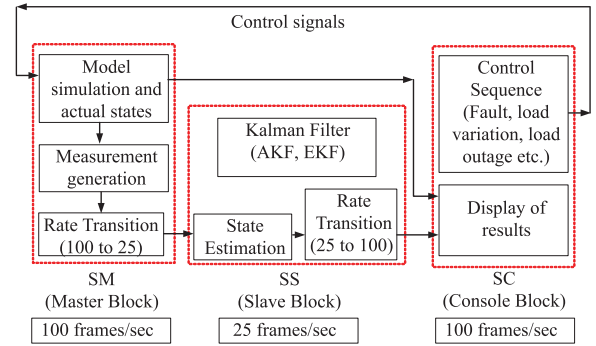 Control signals
Model
simulation and
actual states
Measurement
generation
Rate Transition
(100 to 25)
SM
(Master Block)
100 frames/sec
Kalman Filter
(AKF, EKF)
State
Estimation
Rate
Transition
(25 to 100)
SS
(Slave Block)
25 frames/sec
Control
Sequence
(Fault, load
variation, load
outage etc.)
Display of
results
SC
(Console Block)
100 frames/sec